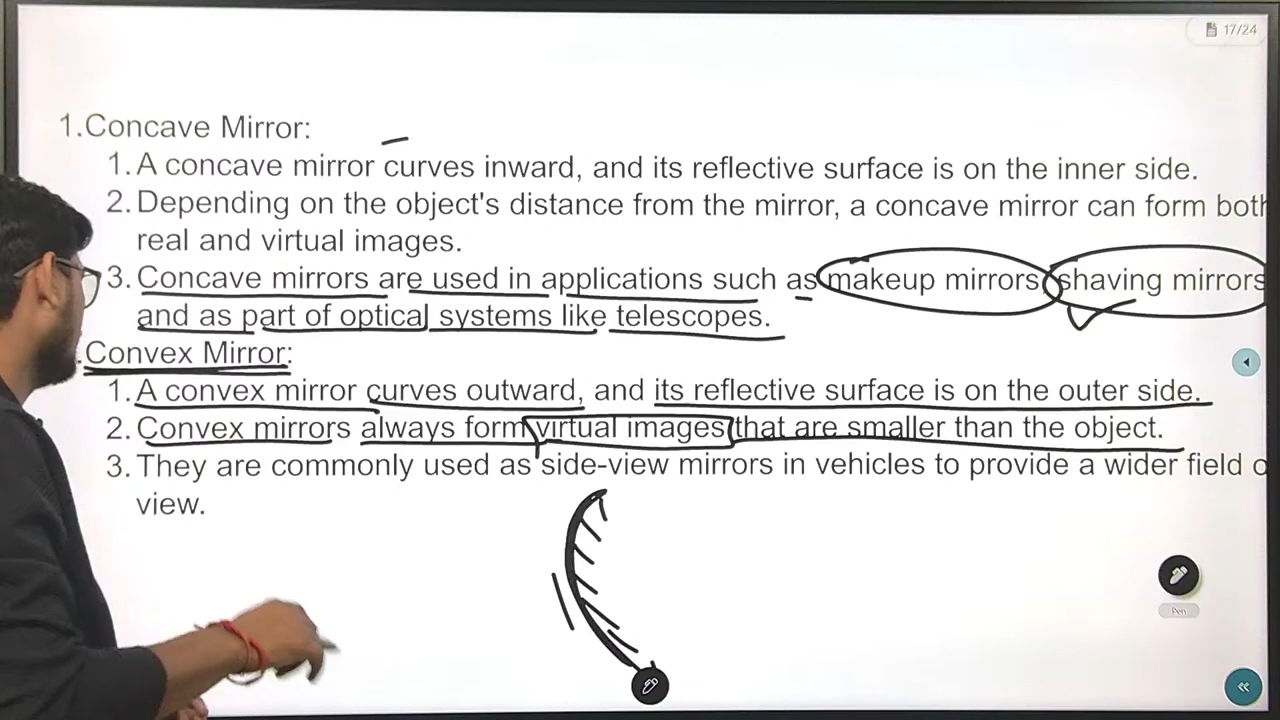 17/24
1.Concave Mirror:
1. A concave mirror curves inward, and its reflective surface is on the inner side.
2. Depending on the object's distance from the mirror, a concave mirror can form both
real and virtual images.
3. Concave mirrors are used in applications such as makeup mirrors, shaving mirrors
and as part of optical systems like telescopes.
.Convex Mirror:
1. A convex mirror curves outward, and its reflective surface is on the outer side.
2. Convex mirrors always form virtual images that are smaller than the object.
3. They are commonly used as side-view mirrors in vehicles to provide a wider field o
view.
Pen